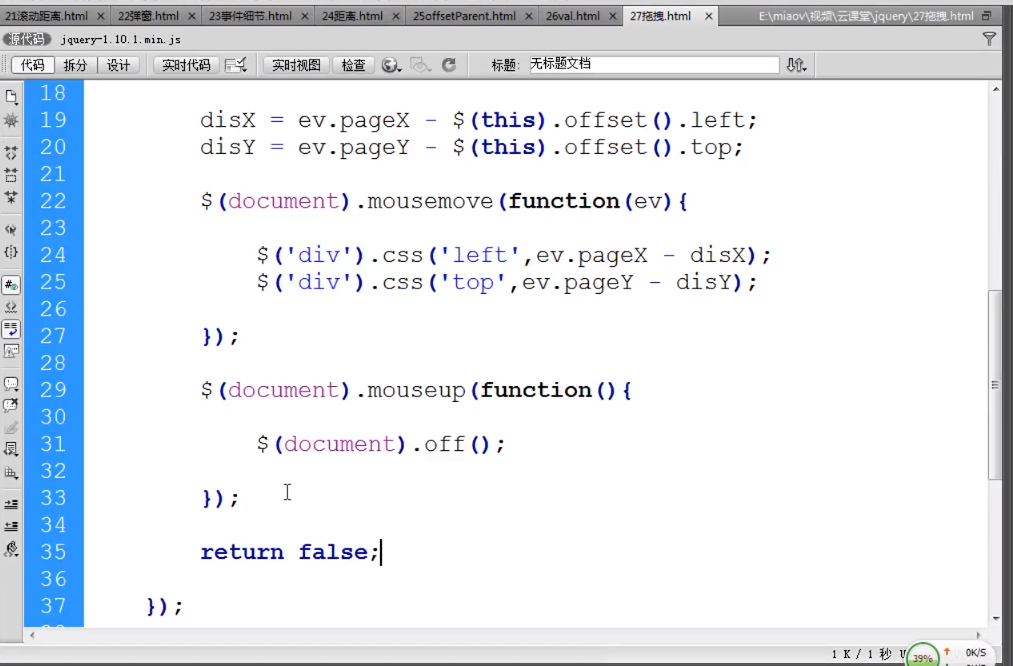 21滚动距离.html × 22弹窗.html × 23事件细节.html × 24距离.html × 25offsetParent.html × 26val.html × 27拖拽.html × E:\miaov\视频\云课堂\jquery\27拖拽.html
源代码 jquery-1.10.1.min.js
代码 拆分 设计 实时代码 实时视图 检查 标题: 无标题文档
18
19 disX = ev.pageX - $(this).offset().left;
20 disY = ev.pageY - $(this).offset().top;
21
22 $(document).mousemove(function(ev){
23
24 $('div').css('left',ev.pageX - disX);
25 $('div').css('top',ev.pageY - disY);
26
27 });
28
29 $(document).mouseup(function(){
30
31 $(document).off();
32
33 });
34
35 return false;
36
37 });
1 K / 1 秒 39% 0K/S